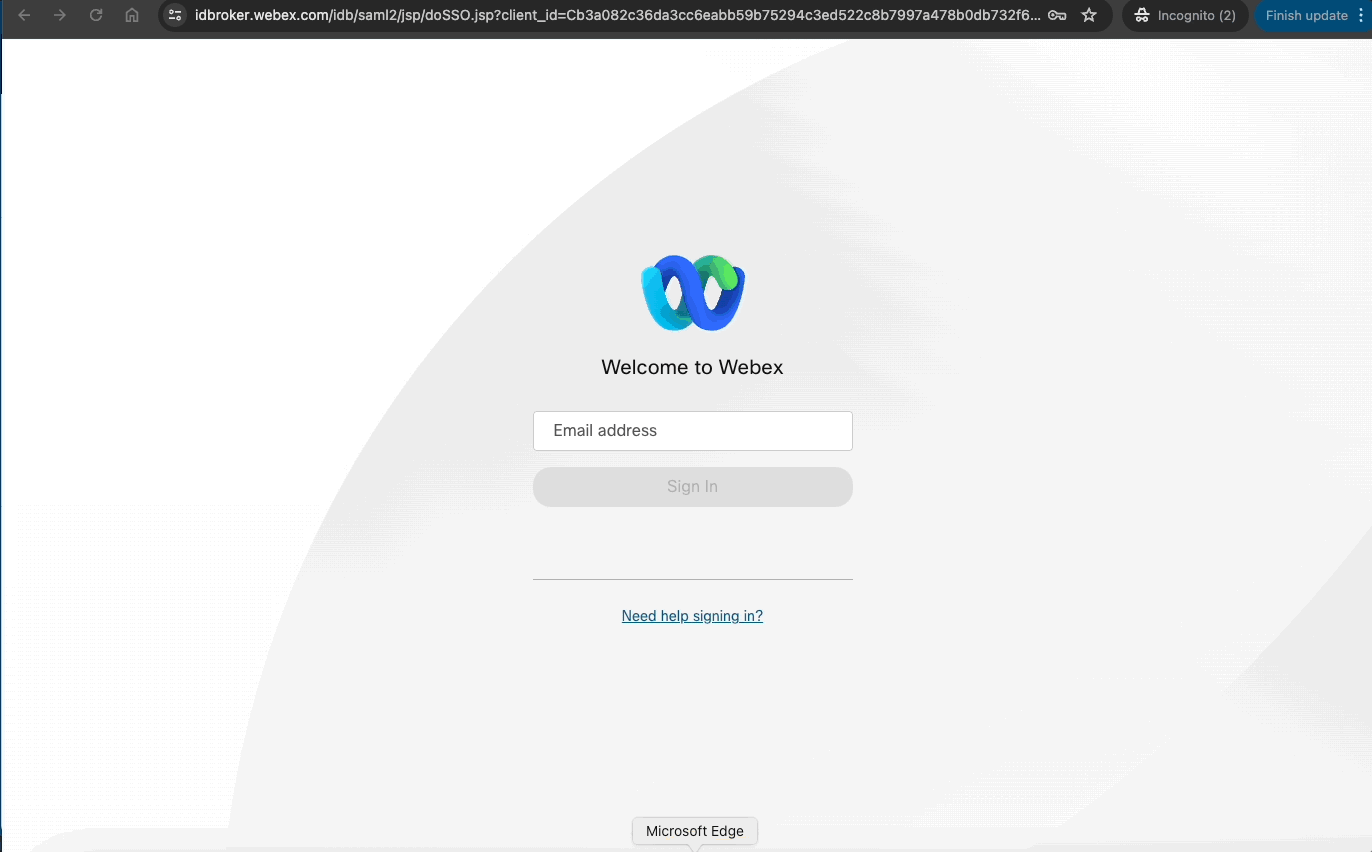 idbroker.webex.com/idb/saml2/jsp/doSSO.jsp?client_id=Cb3a082c36da3cc6eabb59b75294c3ed522c8b7997a478b0db732f6...
Incognito (2)
Finish update
Welcome to Webex
Email address
Sign In
Need help signing in?
Microsoft Edge